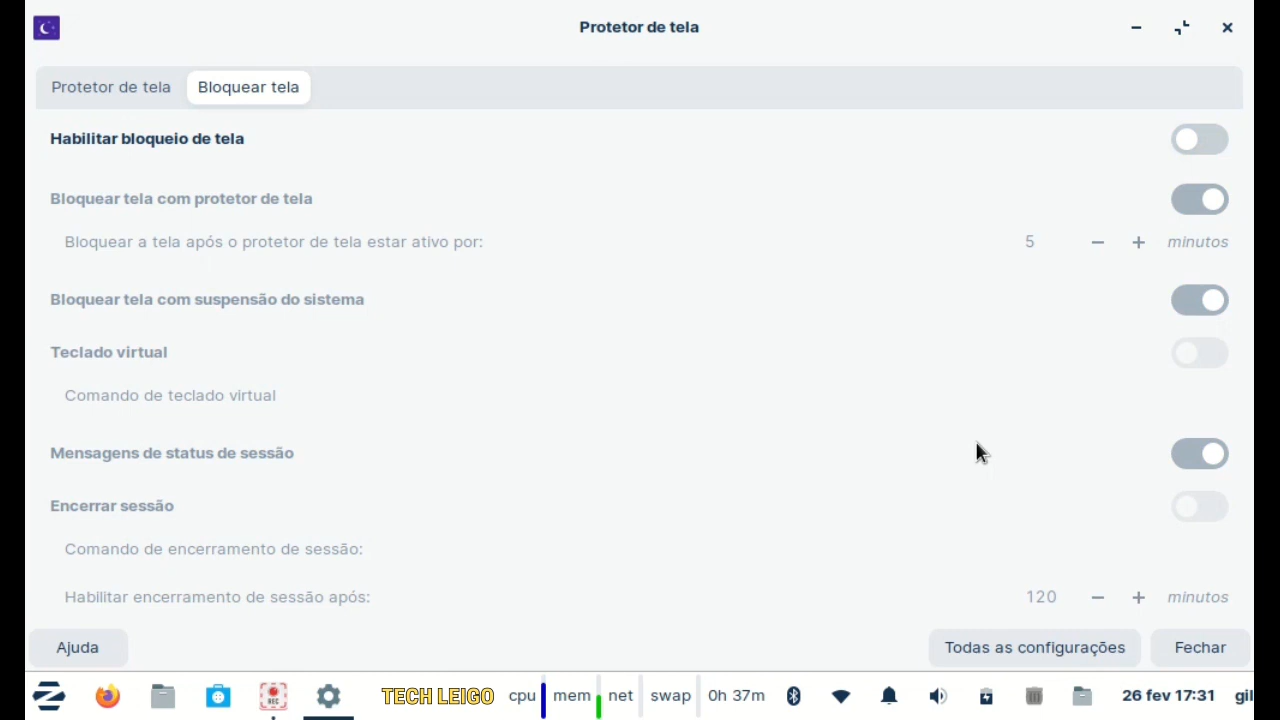 Protetor de tela
Protetor de tela Bloquear tela
Habilitar bloqueio de tela
Bloquear tela com protetor de tela
Bloquear a tela após o protetor de tela estar ativo por: 5 − + minutos
Bloquear tela com suspensão do sistema
Teclado virtual
Comando de teclado virtual
Mensagens de status de sessão
Encerrar sessão
Comando de encerramento de sessão:
Habilitar encerramento de sessão após: 120 − + minutos
Ajuda Todas as configurações Fechar
REC TECH LEIGO cpu mem net swap 0h 37m 26 fev 17:31 gil